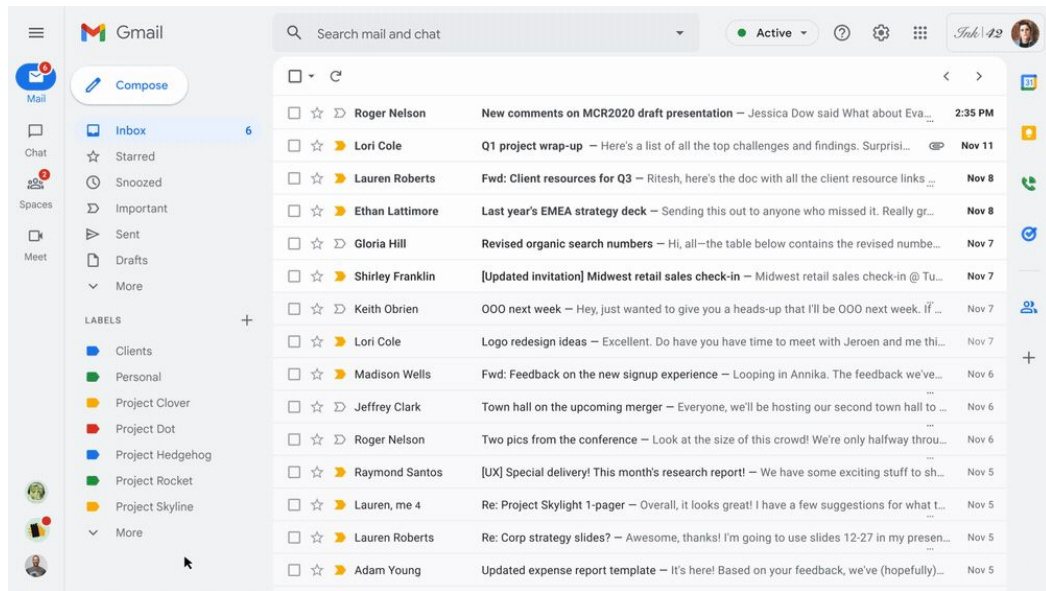 Gmail
Search mail and chat
Active
Ink|42
6
Mail
Chat
2
Spaces
Meet
Compose
Inbox 6
Starred
Snoozed
Important
Sent
Drafts
More
LABELS
Clients
Personal
Project Clover
Project Dot
Project Hedgehog
Project Rocket
Project Skyline
More
Roger Nelson New comments on MCR2020 draft presentation — Jessica Dow said What about Eva... 2:35 PM
Lori Cole Q1 project wrap-up — Here's a list of all the top challenges and findings. Surprisi... Nov 11
Lauren Roberts Fwd: Client resources for Q3 — Ritesh, here's the doc with all the client resource links ... Nov 8
Ethan Lattimore Last year's EMEA strategy deck — Sending this out to anyone who missed it. Really gr... Nov 8
Gloria Hill Revised organic search numbers — Hi, all—the table below contains the revised numbe... Nov 7
Shirley Franklin [Updated invitation] Midwest retail sales check-in — Midwest retail sales check-in @ Tu... Nov 7
Keith Obrien OOO next week — Hey, just wanted to give you a heads-up that I'll be OOO next week. If ... Nov 7
Lori Cole Logo redesign ideas — Excellent. Do have you have time to meet with Jeroen and me thi... Nov 7
Madison Wells Fwd: Feedback on the new signup experience — Looping in Annika. The feedback we've... Nov 6
Jeffrey Clark Town hall on the upcoming merger — Everyone, we'll be hosting our second town hall to ... Nov 6
Roger Nelson Two pics from the conference — Look at the size of this crowd! We're only halfway throu... Nov 6
Raymond Santos [UX] Special delivery! This month's research report! — We have some exciting stuff to sh... Nov 5
Lauren, me 4 Re: Project Skylight 1-pager — Overall, it looks great! I have a few suggestions for what t... Nov 5
Lauren Roberts Re: Corp strategy slides? — Awesome, thanks! I'm going to use slides 12-27 in my presen... Nov 5
Adam Young Updated expense report template — It's here! Based on your feedback, we've (hopefully)... Nov 5
31